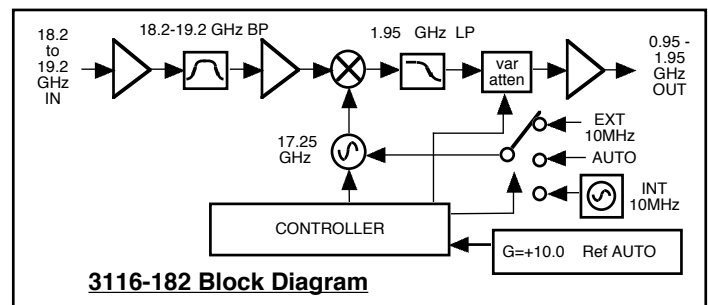 18.2
to
19.2
GHz
IN
18.2-19.2 GHz BP
1.95 GHz LP
var
atten
0.95 -
1.95
GHz
OUT
17.25
GHz
EXT
10MHz
AUTO
INT
10MHz
CONTROLLER
G=+10.0 Ref AUTO
3116-182 Block Diagram